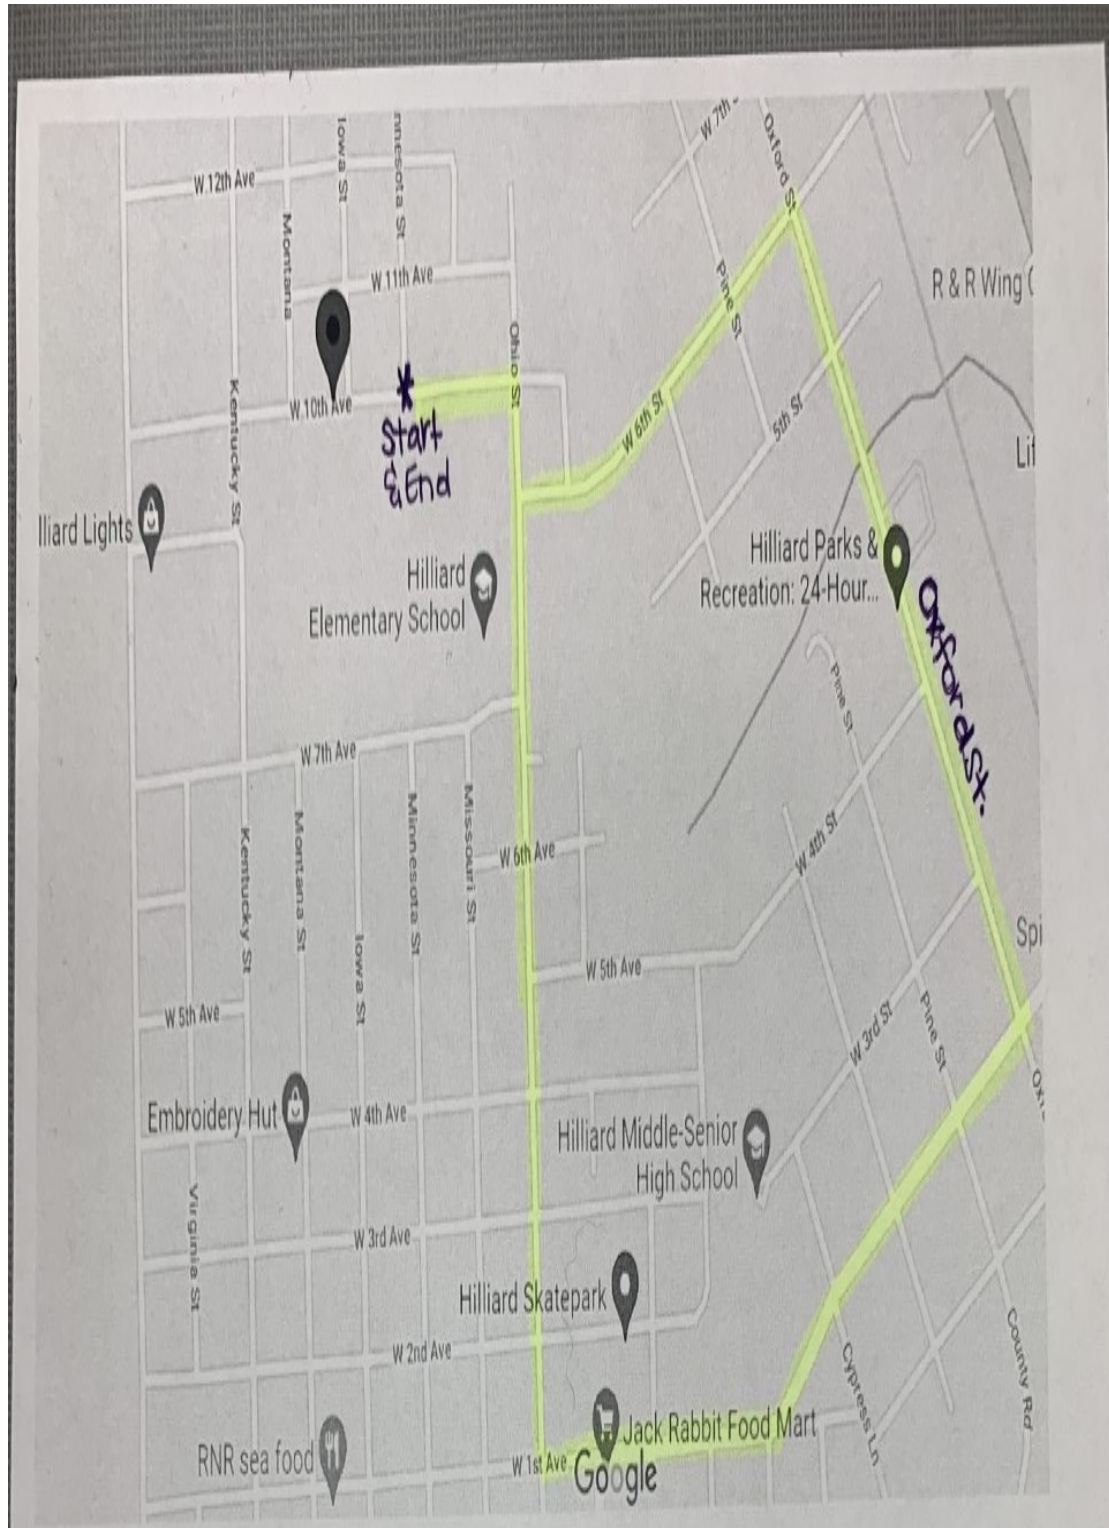 W 7th S
Oxford St
Iowa St
nnesota St
W 12th Ave
Montana
W 11th Ave
Pine St
R & R Wing
Ohio St
Kentucky St
W 10th Ave
Start
& End
W 6th St
5th St
Lif
lliard Lights
Hilliard
Elementary School
Hilliard Parks &
Recreation: 24-Hour...
Oxford St.
Pine St
W 7th Ave
Missouri St
Minnesota St
Montana St
Kentucky St
W 6th Ave
W 4th St
Iowa St
W 5th Ave
Spi
W 5th Ave
W 3rd St
Pine St
Embroidery Hut
W 4th Ave
Hilliard Middle-Senior
High School
Virginia St
W 3rd Ave
Hilliard Skatepark
W 2nd Ave
Cypress Ln
County Rd
RNR sea food
W 1st Ave
Jack Rabbit Food Mart
Google